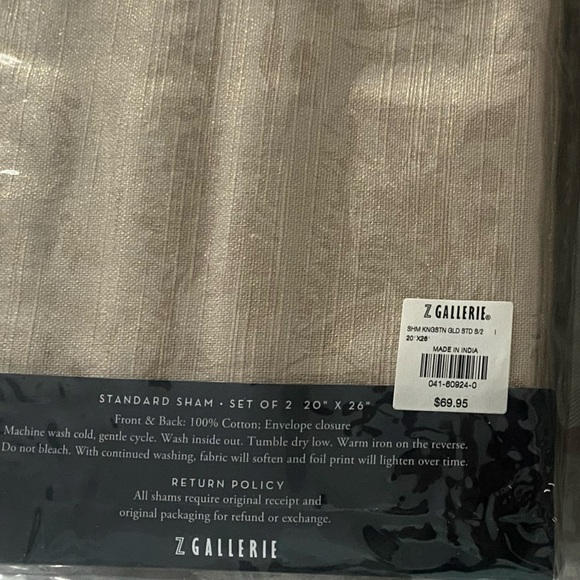 Z GALLERIE®
SHM KNGSTN GLD STD S/2 I
20"X26"
MADE IN INDIA
041-60924-0
$69.95
STANDARD SHAM • SET OF 2 20" X 26"
Front & Back: 100% Cotton; Envelope closure
Machine wash cold, gentle cycle. Wash inside out. Tumble dry low. Warm iron on the reverse.
Do not bleach. With continued washing, fabric will soften and foil print will lighten over time.
RETURN POLICY
All shams require original receipt and
original packaging for refund or exchange.
Z GALLERIE